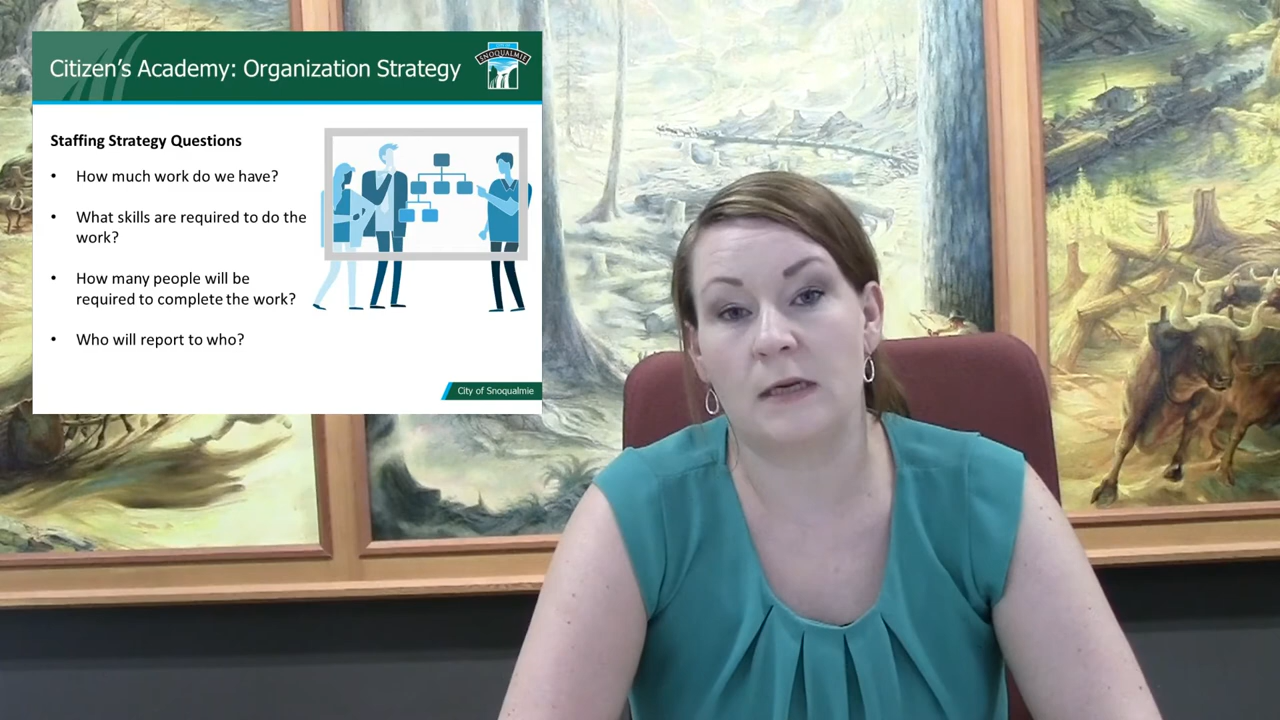 Citizen's Academy: Organization Strategy
SNOQUALMIE
Staffing Strategy Questions
• How much work do we have?
• What skills are required to do the
work?
• How many people will be
required to complete the work?
• Who will report to who?
City of Snoqualmie